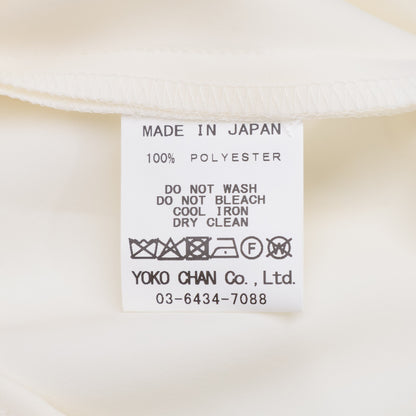 MADE IN JAPAN
100% POLYESTER
DO NOT WASH
DO NOT BLEACH
COOL IRON
DRY CLEAN
F W
YOKO CHAN Co.,Ltd.
03-6434-7088